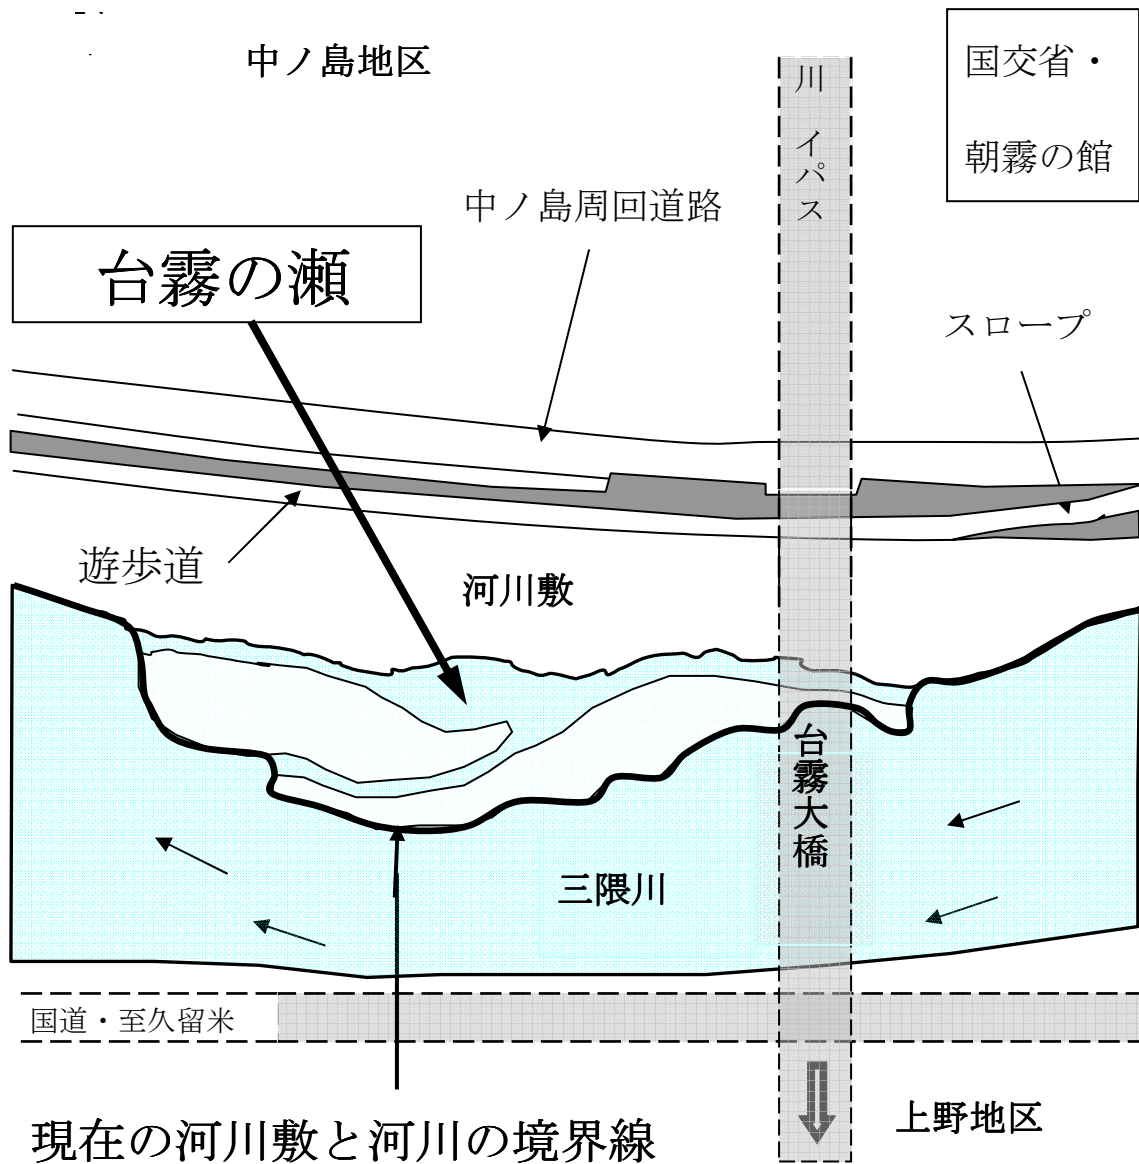 中ノ島地区
国交省・
朝霧の館
川 イパス
中ノ島周回道路
台霧の瀬
スロープ
遊歩道
河川敷
台霧大橋
三隈川
国道・至久留米
上野地区
現在の河川敷と河川の境界線